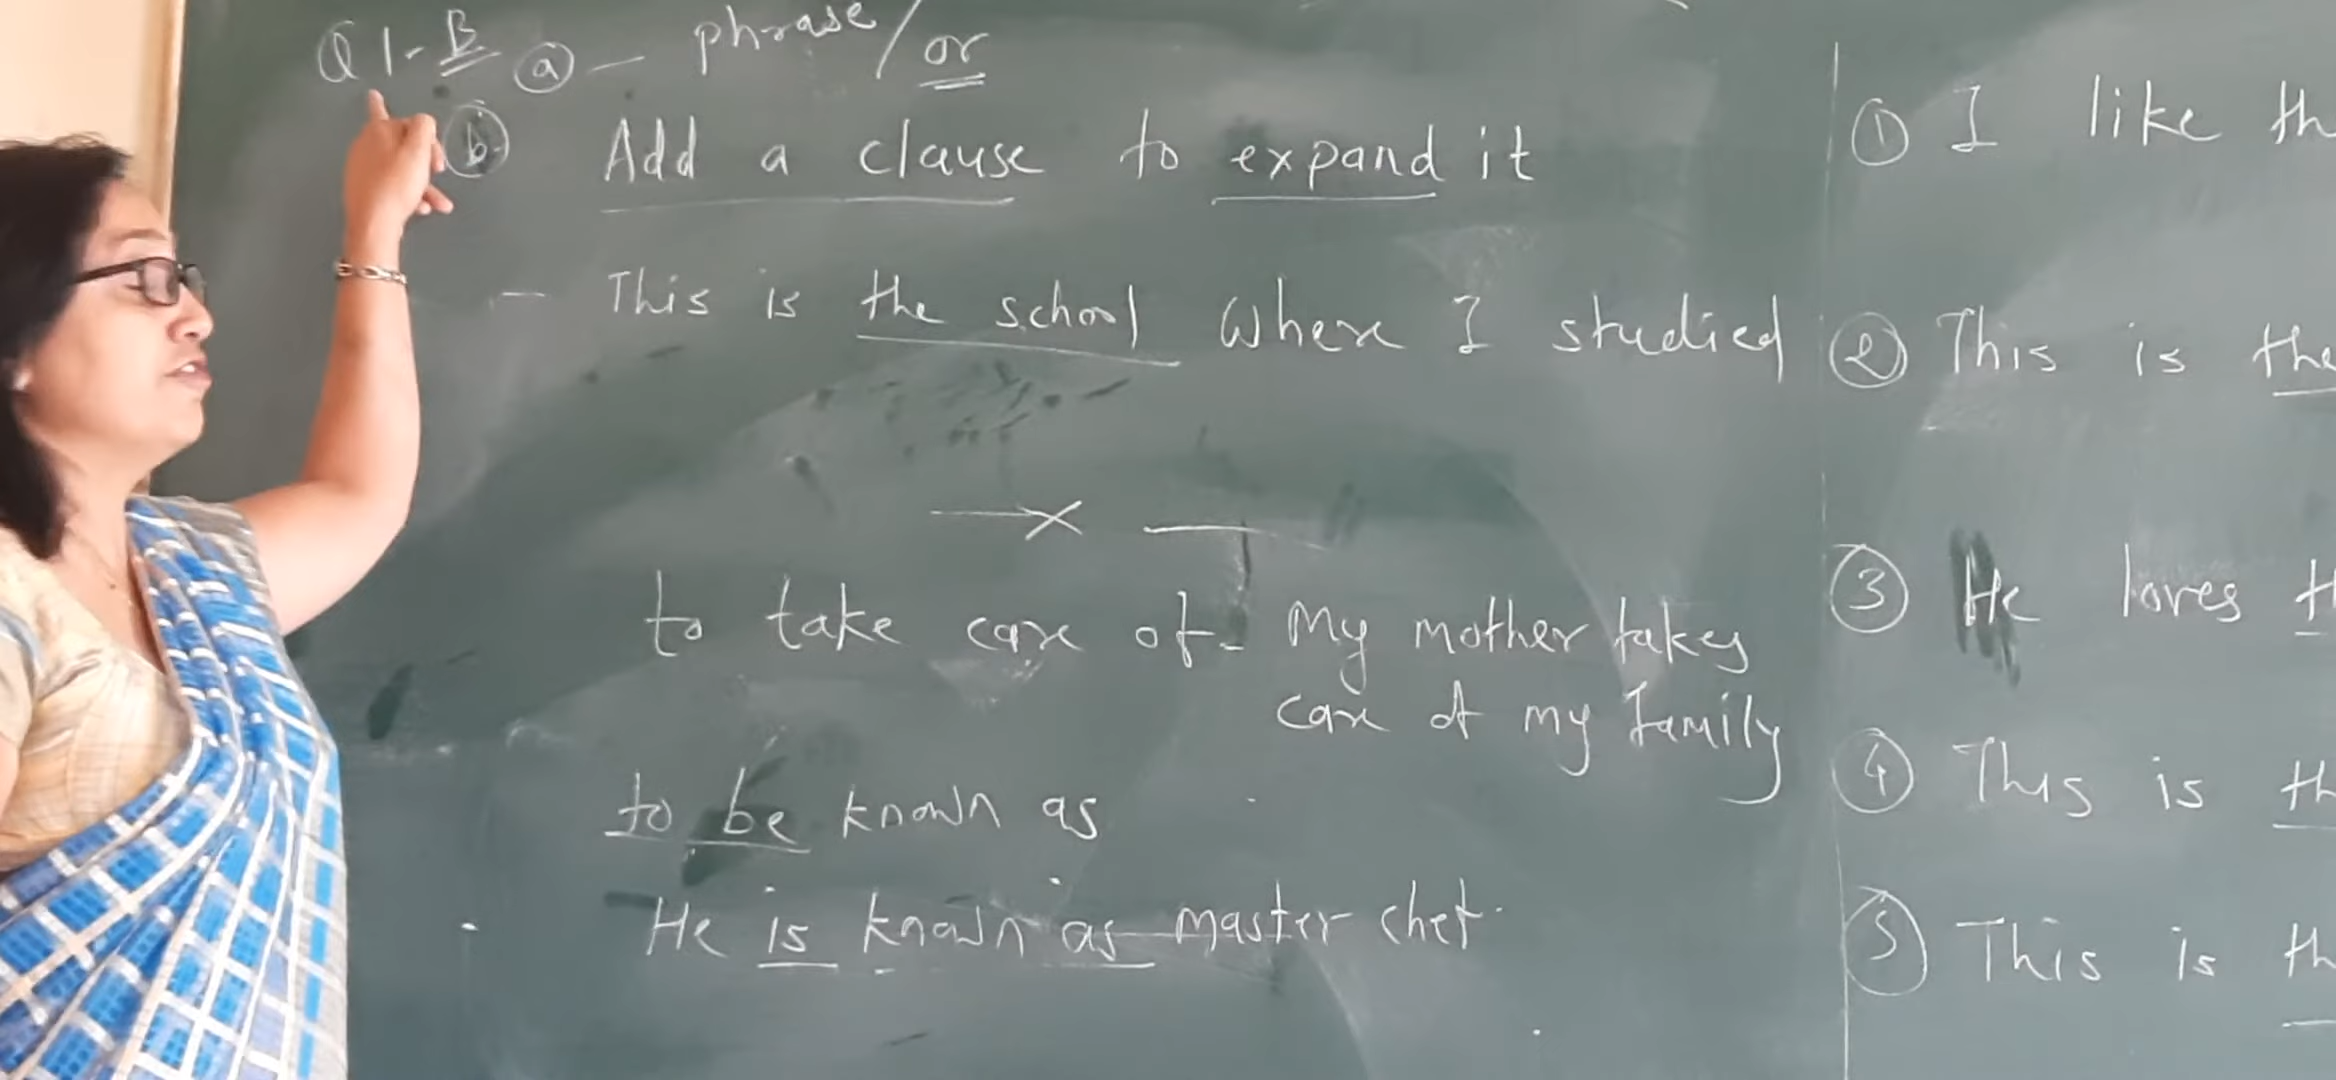 Q1-B (a) — phrase / or
(b) Add a clause to expand it
- This is the school where I studied
—x—
to take care of - My mother takes
care of my family
to be known as
He is known as master chef.
(1) I like th
(2) This is the
(3) He loves th
(4) This is th
(5) This is th